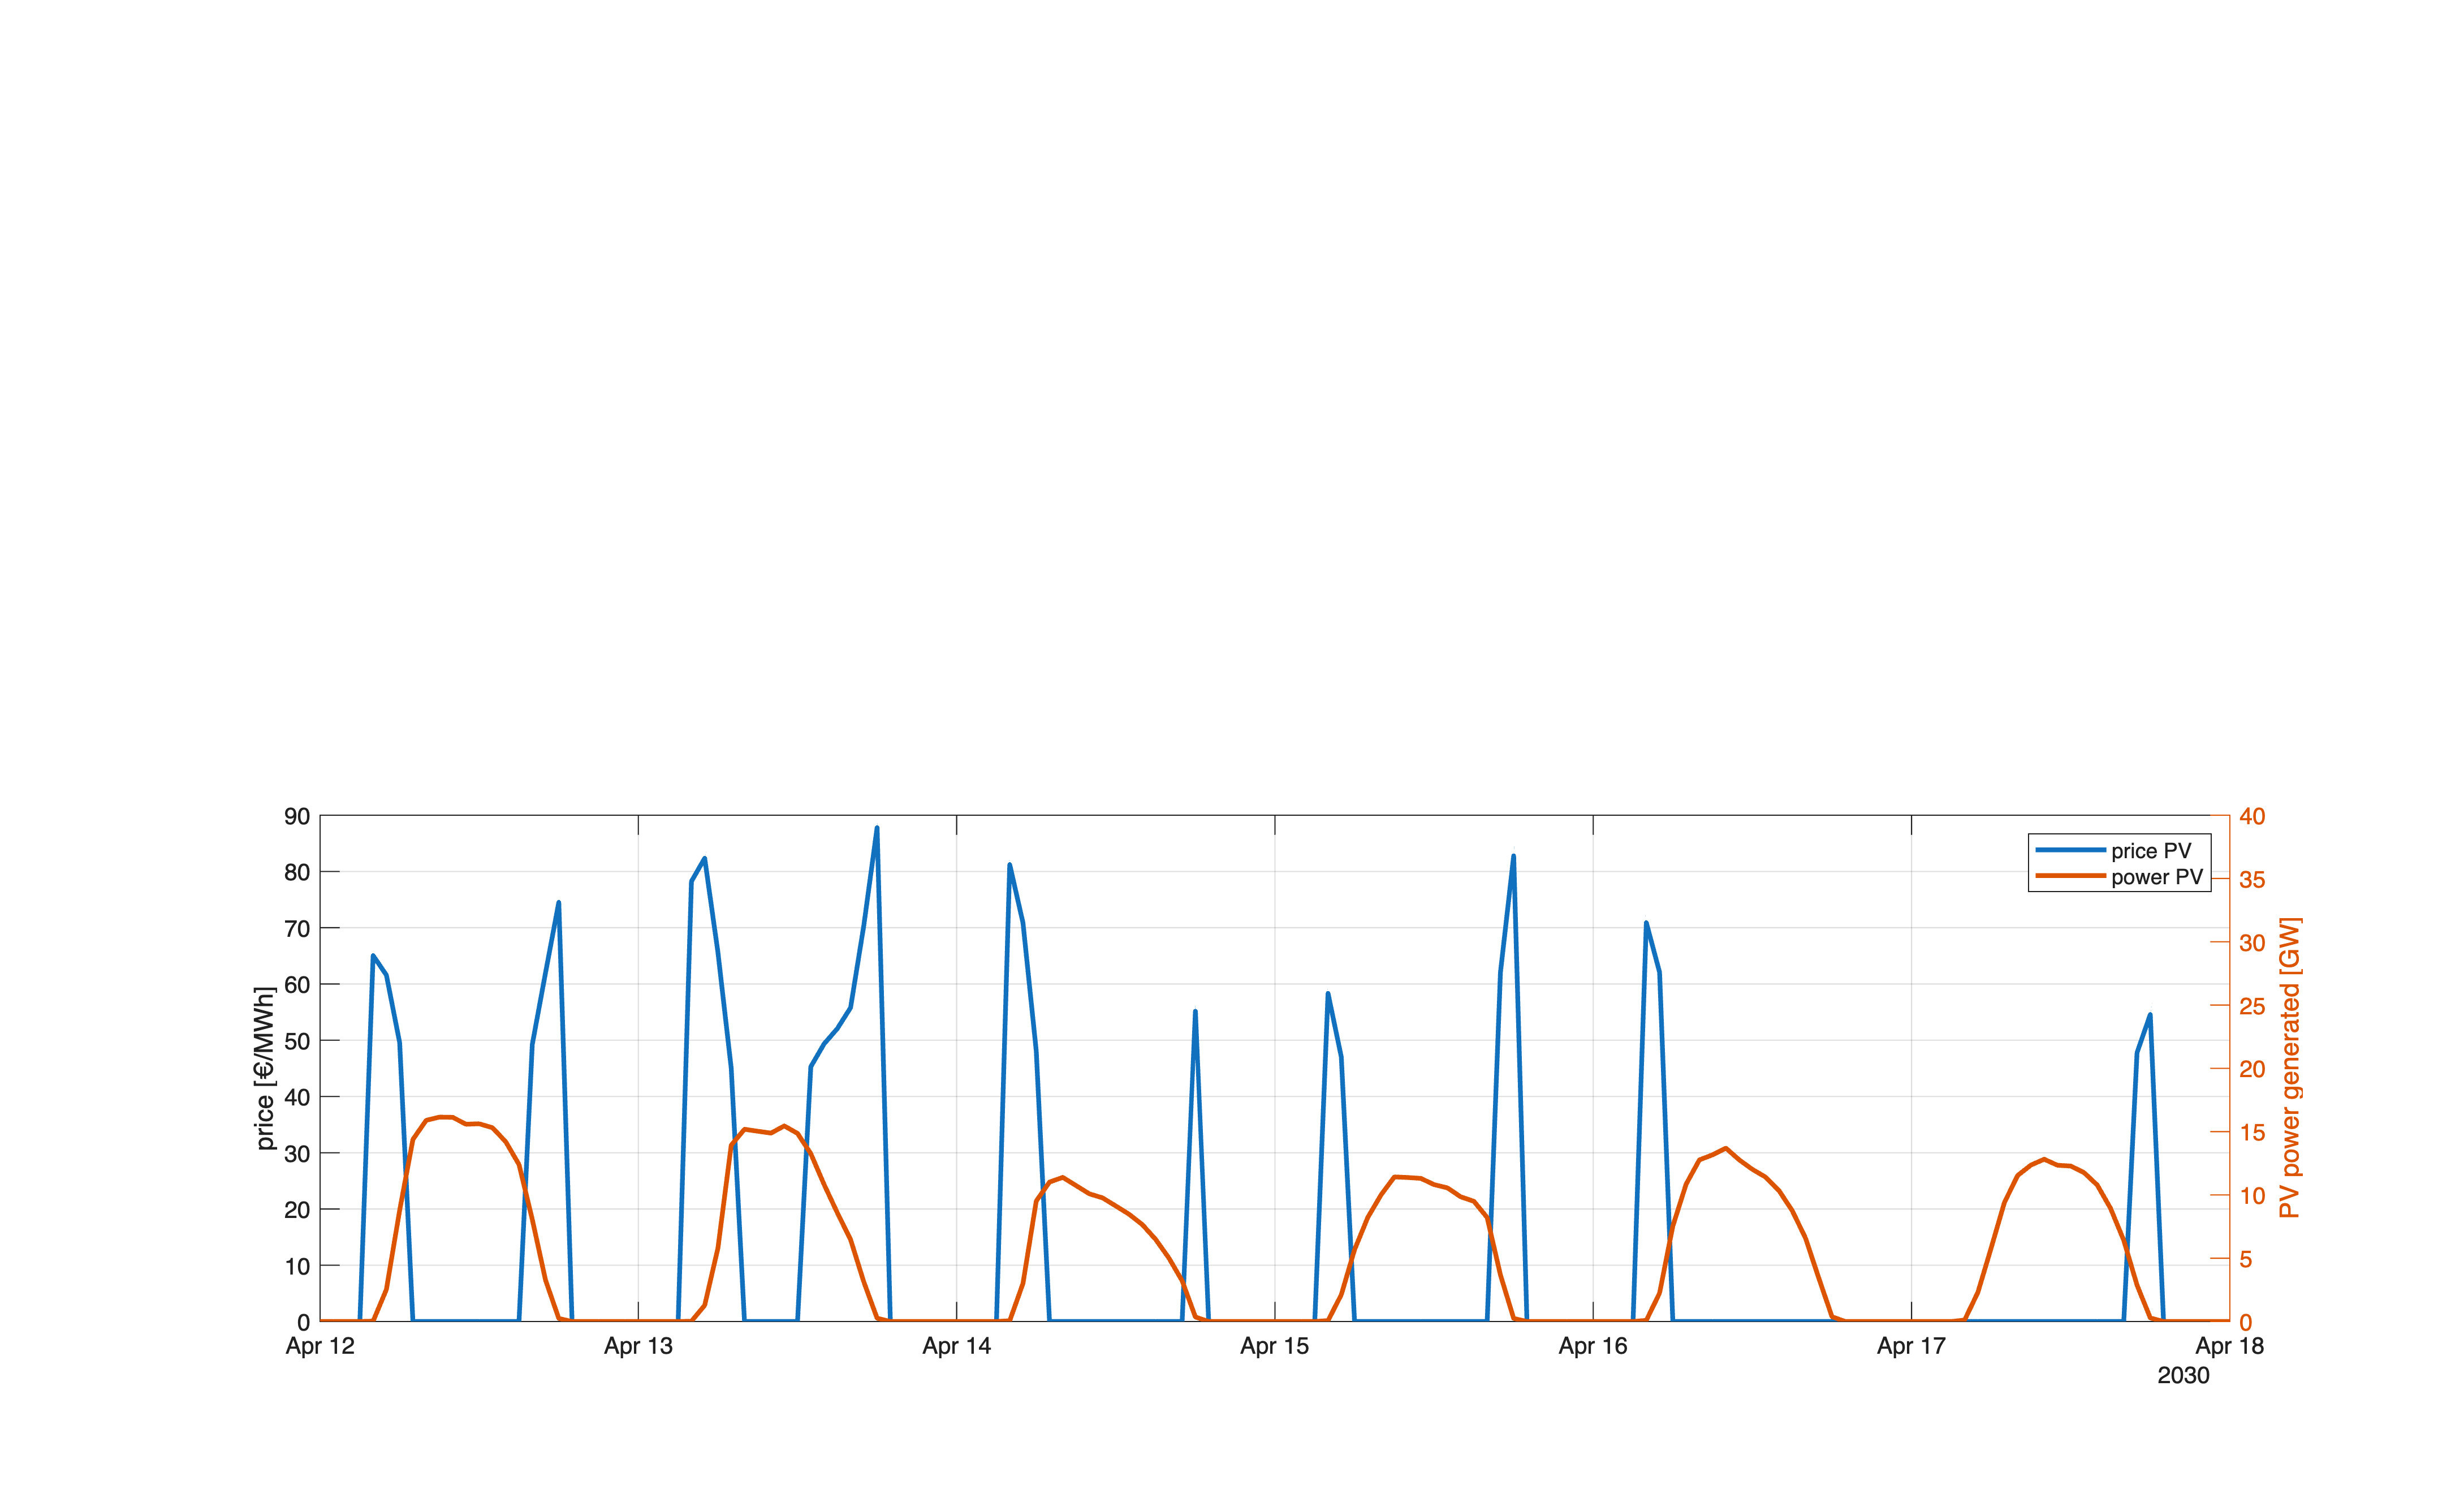 90
80
70
60
50
40
30
20
10
0
price [€/MWh]
40
35
30
25
20
15
10
5
0
PV power ggenerated [GW]
price PV
power PV
Apr 12
Apr 13
Apr 14
Apr 15
Apr 16
Apr 17
Apr 18
2030